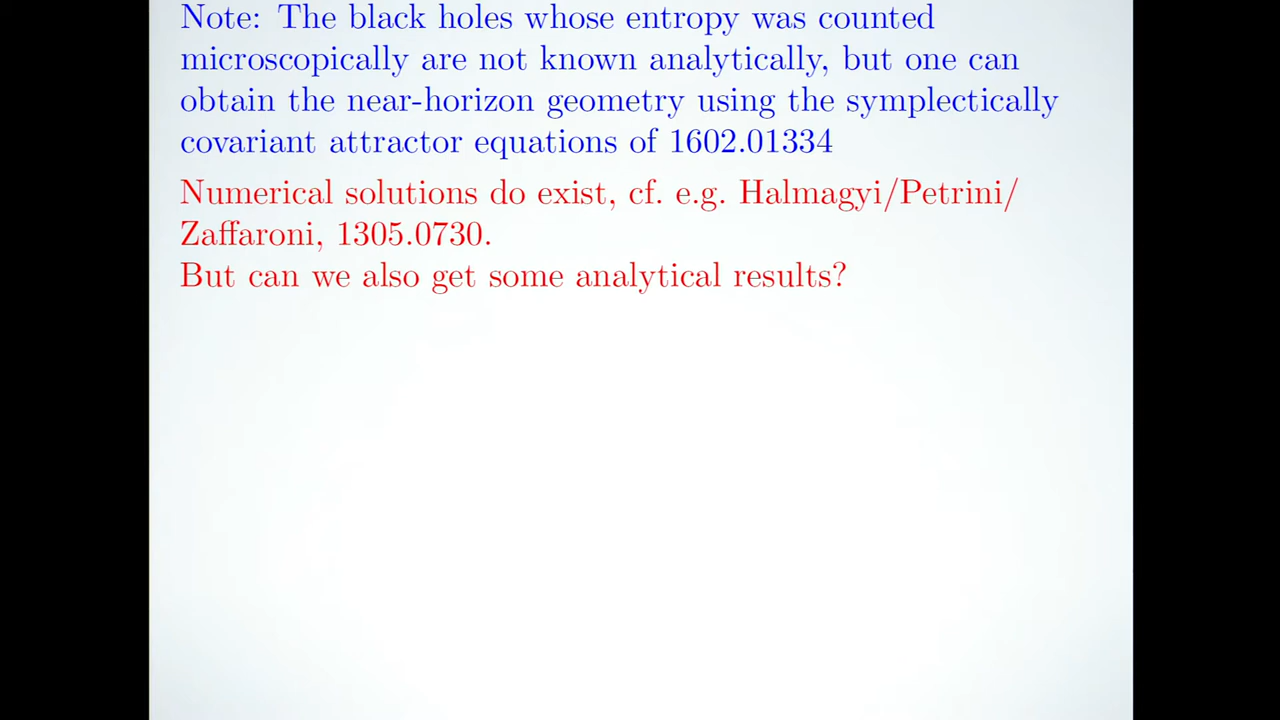 Note: The black holes whose entropy was counted
microscopically are not known analytically, but one can
obtain the near-horizon geometry using the symplectically
covariant attractor equations of 1602.01334
Numerical solutions do exist, cf. e.g. Halmagyi/Petrini/
Zaffaroni, 1305.0730.
But can we also get some analytical results?